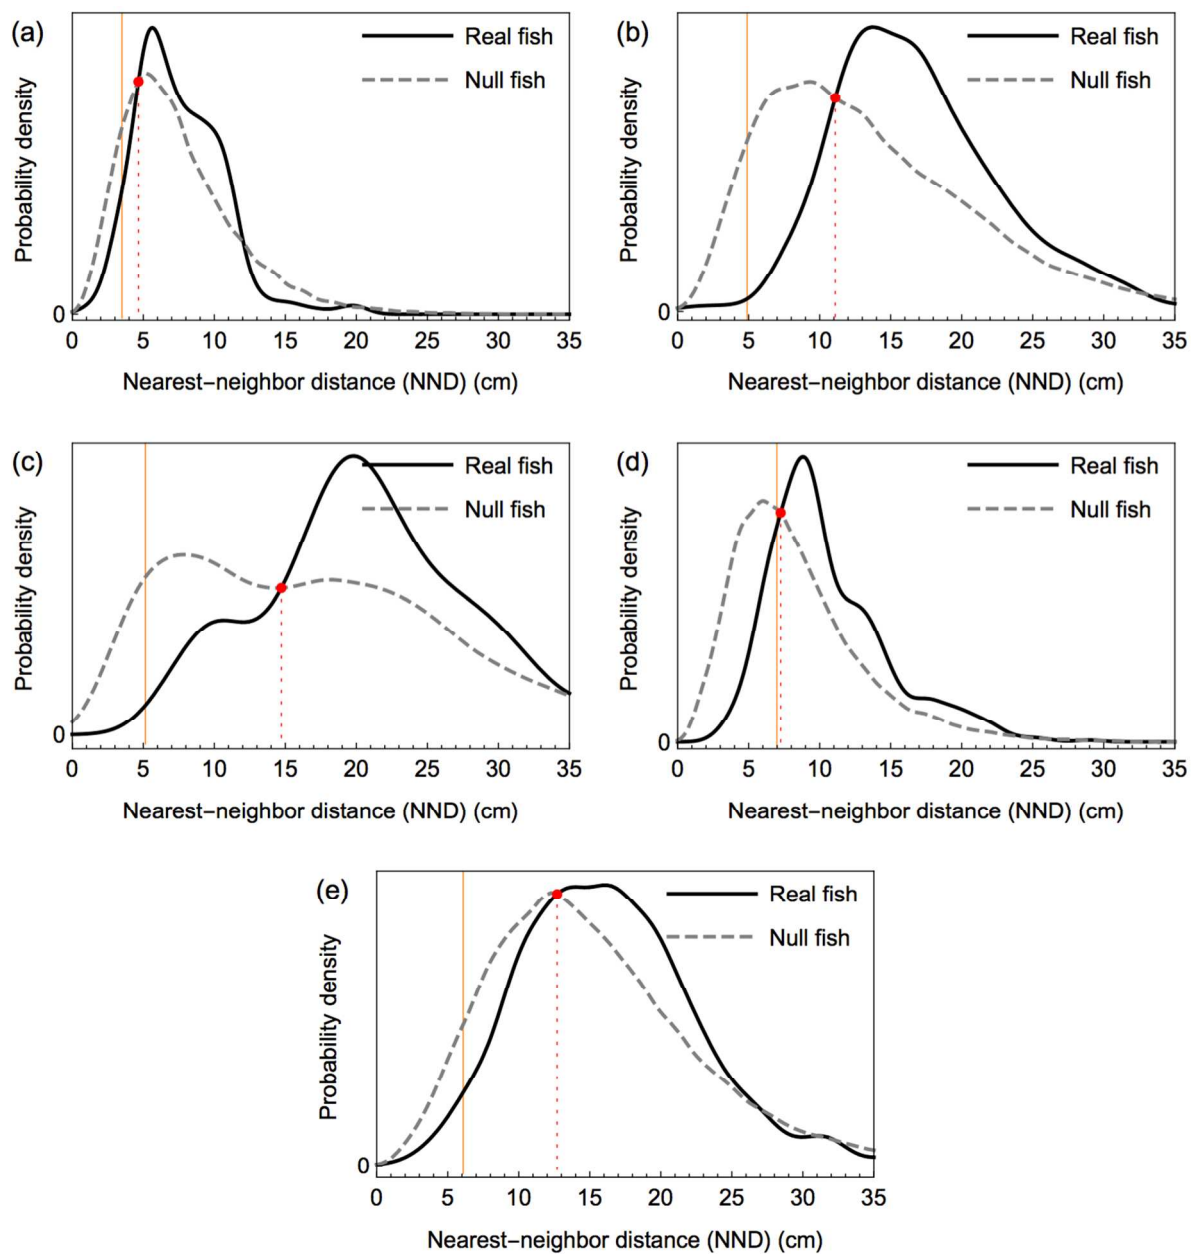 (a)
Real fish
Null fish
Probability density
0
0 5 10 15 20 25 30 35
Nearest−neighbor distance (NND) (cm)
(b)
Real fish
Null fish
Probability density
0
0 5 10 15 20 25 30 35
Nearest−neighbor distance (NND) (cm)
(c)
Real fish
Null fish
Probability density
0
0 5 10 15 20 25 30 35
Nearest−neighbor distance (NND) (cm)
(d)
Real fish
Null fish
Probability density
0
0 5 10 15 20 25 30 35
Nearest−neighbor distance (NND) (cm)
(e)
Real fish
Null fish
Probability density
0
0 5 10 15 20 25 30 35
Nearest−neighbor distance (NND) (cm)